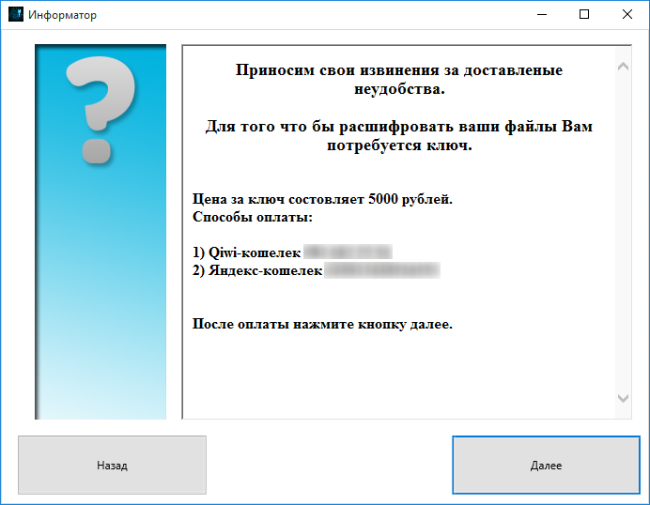 Информатор
Приносим свои извинения за доставленые
неудобства.
Для того что бы расшифровать ваши файлы Вам
потребуется ключ.
Цена за ключ состовляет 5000 рублей.
Способы оплаты:
1) Qiwi-кошелек
2) Яндекс-кошелек
После оплаты нажмите кнопку далее.
Назад
Далее